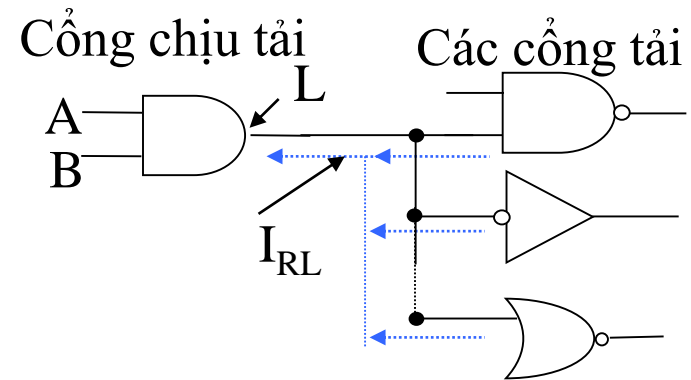 Cổng chịu tải
Các cổng tải
L
A
B
I_RL